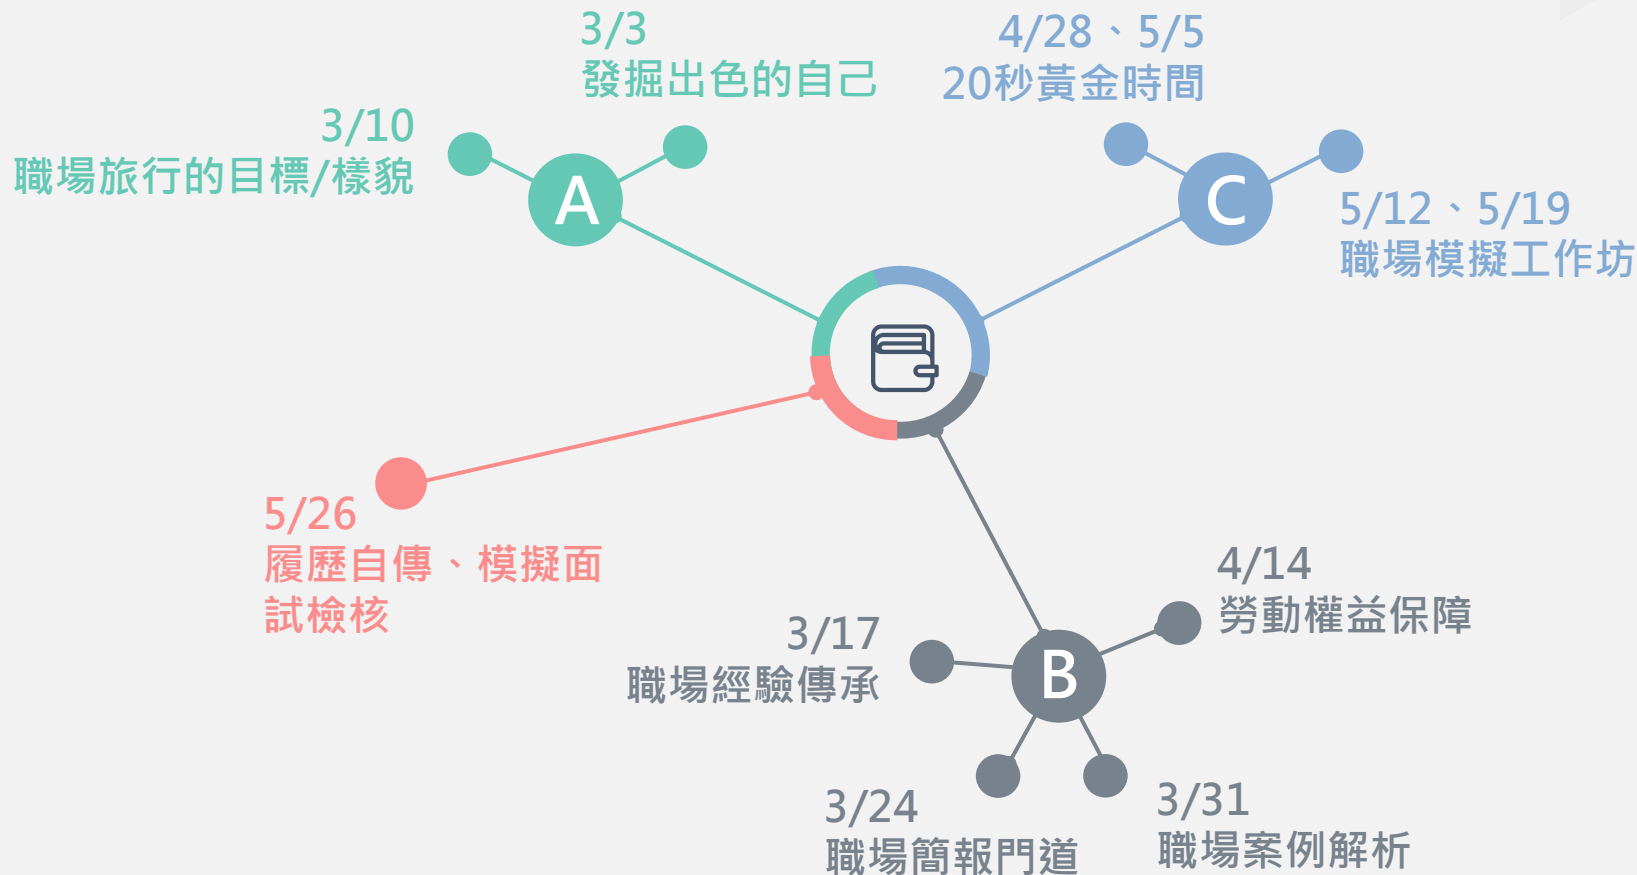 3/3
發掘出色的自己
3/10
職場旅行的目標/樣貌
A
4/28、5/5
20秒黃金時間
C
5/12、5/19
職場模擬工作坊
5/26
履歷自傳、模擬面
試檢核
4/14
勞動權益保障
3/17
職場經驗傳承
B
3/24
職場簡報門道
3/31
職場案例解析